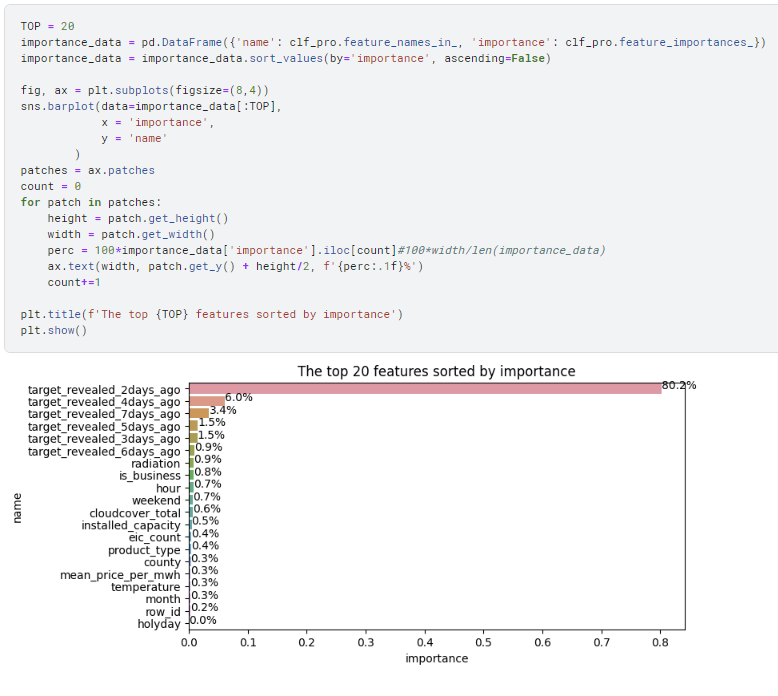 TOP = 20
importance_data = pd.DataFrame({'name': clf_pro.feature_names_in_, 'importance': clf_pro.feature_importances_})
importance_data = importance_data.sort_values(by='importance', ascending=False)
fig, ax = plt.subplots(figsize=(8,4))
sns.barplot(data=importance_data[:TOP],
            x = 'importance',
            y = 'name'
        )
patches = ax.patches
count = 0
for patch in patches:
    height = patch.get_height()
    width = patch.get_width()
    perc = 100*importance_data['importance'].iloc[count]#100*width/len(importance_data)
    ax.text(width, patch.get_y() + height/2, f'{perc:.1f}%')
    count+=1
plt.title(f'The top {TOP} features sorted by importance')
plt.show()
The top 20 features sorted by importance
target_revealed_2days_ago 80.2%
target_revealed_4days_ago 6.0%
target_revealed_7days_ago 3.4%
target_revealed_5days_ago 1.5%
target_revealed_3days_ago 1.5%
target_revealed_6days_ago 0.9%
radiation 0.9%
is_business 0.8%
hour 0.7%
weekend 0.7%
cloudcover_total 0.6%
installed_capacity 0.5%
eic_count 0.4%
product_type 0.4%
county 0.3%
mean_price_per_mwh 0.3%
temperature 0.3%
month 0.3%
row_id 0.2%
holyday 0.0%
name
0.0 0.1 0.2 0.3 0.4 0.5 0.6 0.7 0.8
importance